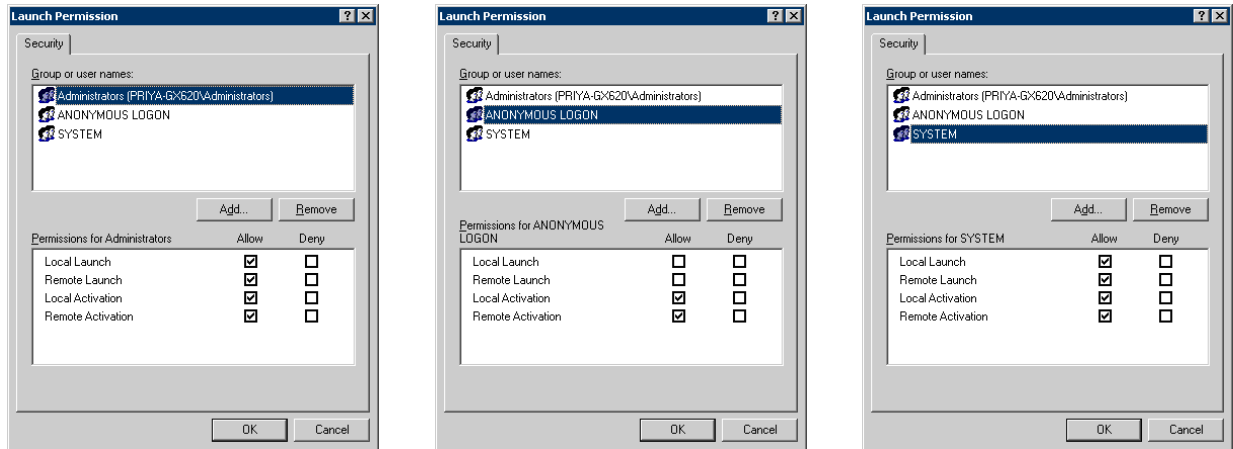 Launch Permission
Security
Group or user names:
Administrators (PRIYA-GX620\Administrators)
ANONYMOUS LOGON
SYSTEM
Add... Remove
Permissions for Administrators Allow Deny
Local Launch
Remote Launch
Local Activation
Remote Activation
OK Cancel
Launch Permission
Security
Group or user names:
Administrators (PRIYA-GX620\Administrators)
ANONYMOUS LOGON
SYSTEM
Add... Remove
Permissions for ANONYMOUS
LOGON Allow Deny
Local Launch
Remote Launch
Local Activation
Remote Activation
OK Cancel
Launch Permission
Security
Group or user names:
Administrators (PRIYA-GX620\Administrators)
ANONYMOUS LOGON
SYSTEM
Add... Remove
Permissions for SYSTEM Allow Deny
Local Launch
Remote Launch
Local Activation
Remote Activation
OK Cancel